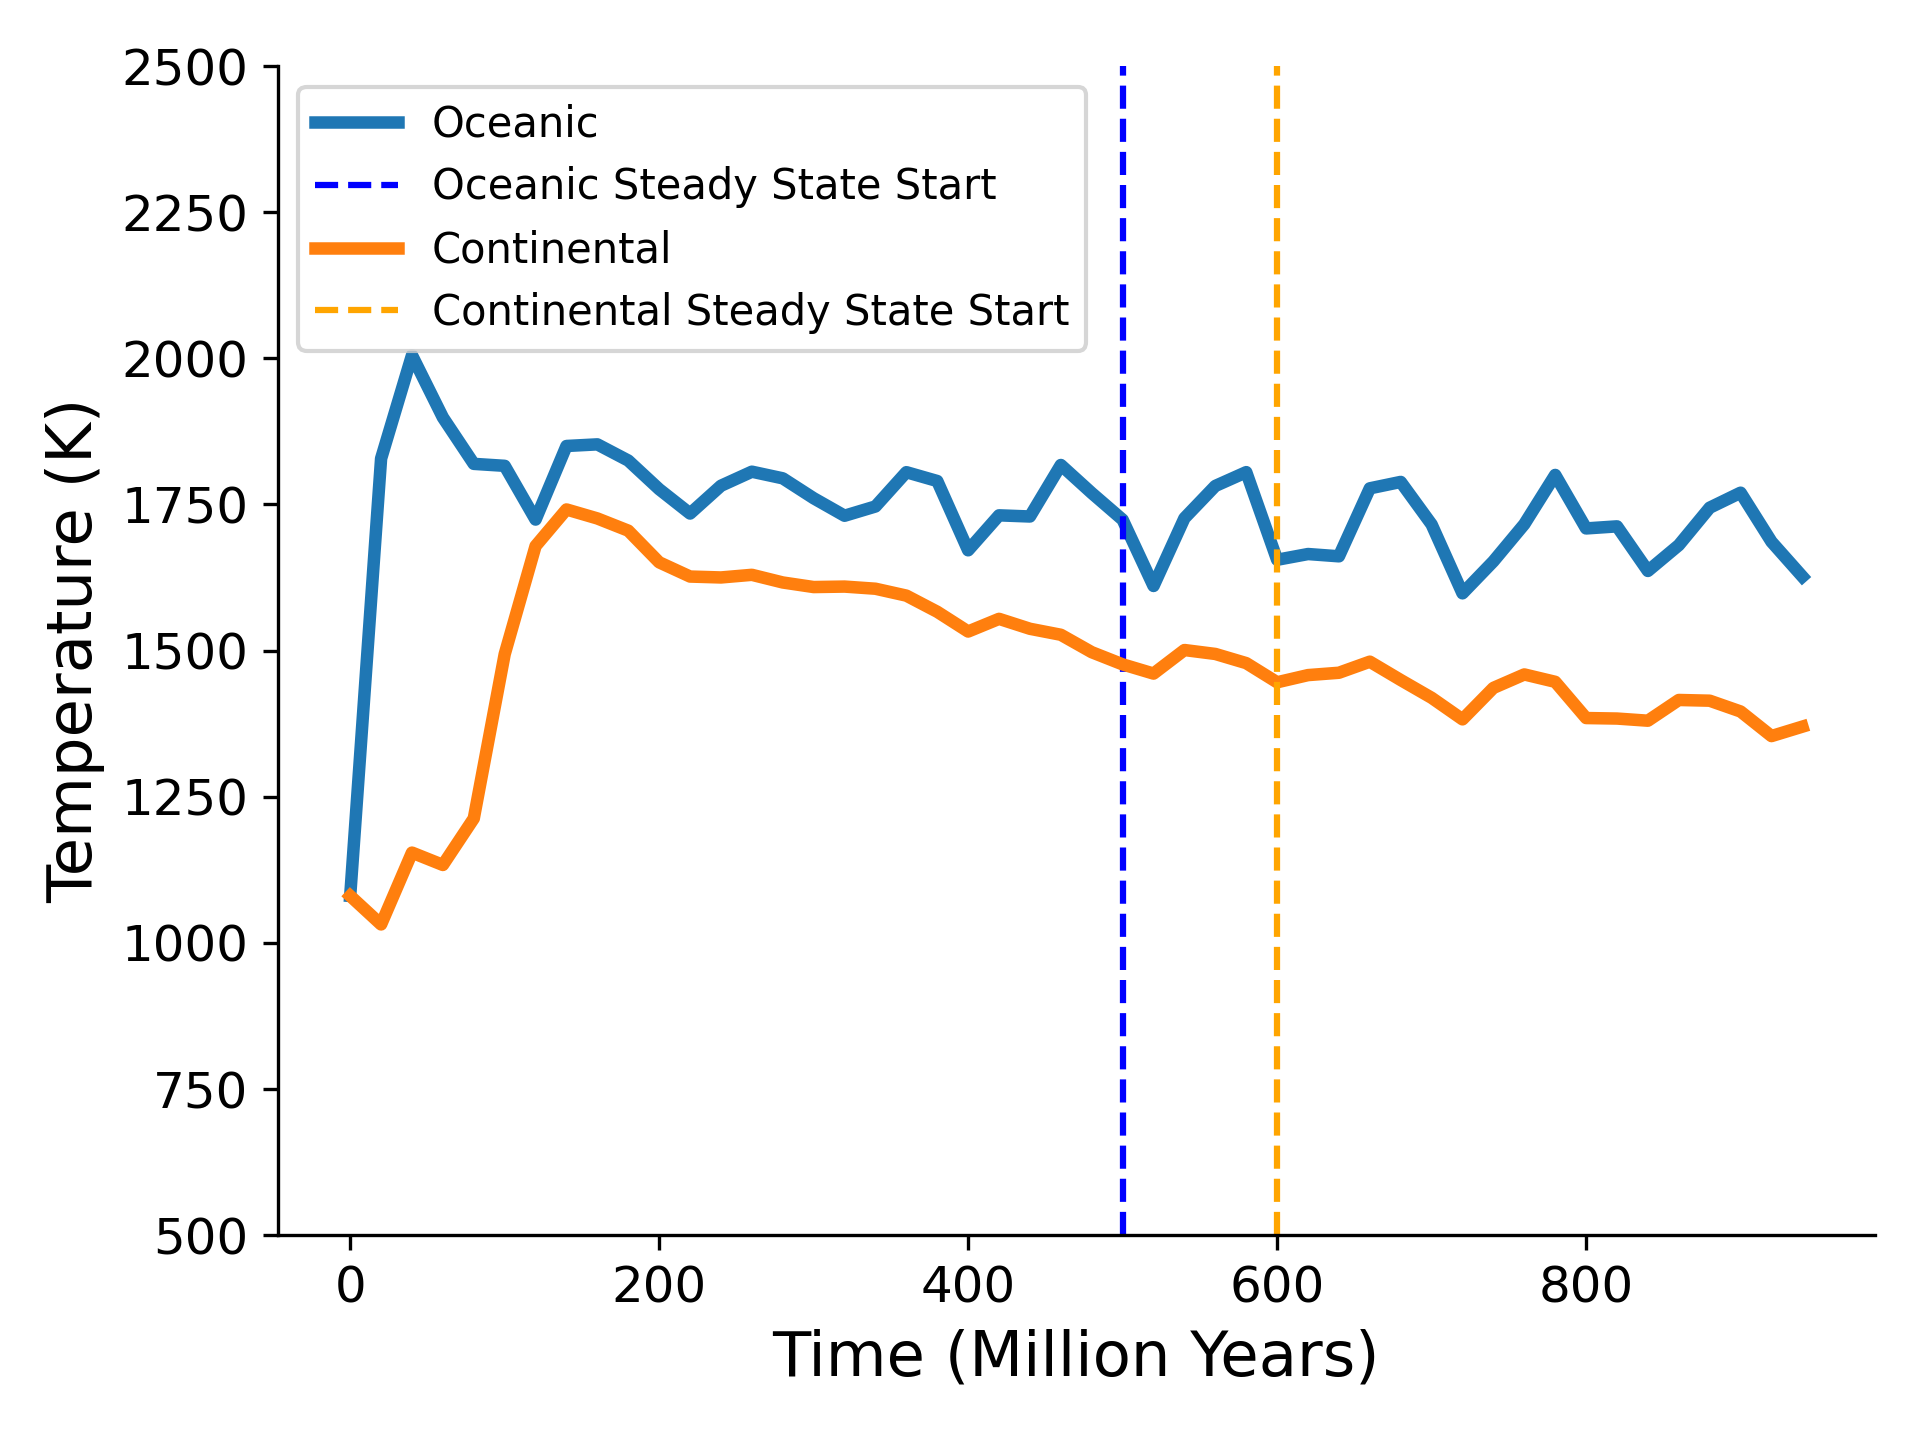 2500
2250
2000
1750
1500
1250
1000
750
500
Temperature (K)
Oceanic
Oceanic Steady State Start
Continental
Continental Steady State Start
0 200 400 600 800
Time (Million Years)